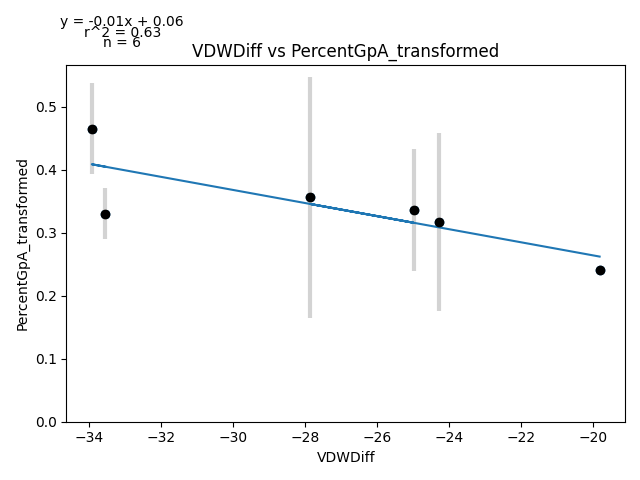 y = -0.01x + 0.06
r^2 = 0.63
n = 6
VDWDiff vs PercentGpA_transformed
PercentGpA_transformed
0.5
0.4
0.3
0.2
0.1
0.0
−34
−32
−30
−28
−26
−24
−22
−20
VDWDiff